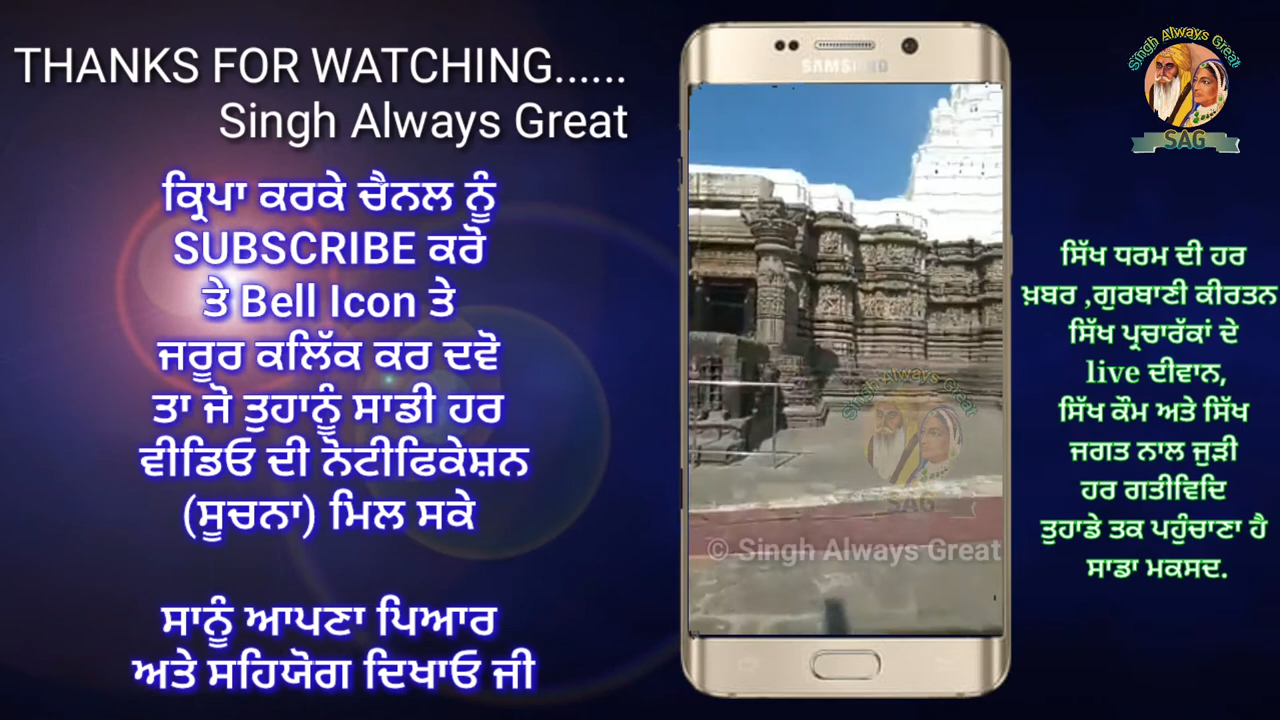 THANKS FOR WATCHING......
Singh Always Great
ਕ੍ਰਿਪਾ ਕਰਕੇ ਚੈਨਲ ਨੂੰ
SUBSCRIBE ਕਰੋ
ਤੇ Bell Icon ਤੇ
ਜਰੂਰ ਕਲਿੱਕ ਕਰ ਦਵੋ
ਤਾ ਜੋ ਤੁਹਾਨੂੰ ਸਾਡੀ ਹਰ
ਵੀਡਿਓ ਦੀ ਨੋਟੀਫਿਕੇਸ਼ਨ
(ਸੂਚਨਾ) ਮਿਲ ਸਕੇ
ਸਾਨੂੰ ਆਪਣਾ ਪਿਆਰ
ਅਤੇ ਸਹਿਯੋਗ ਦਿਖਾਓ ਜੀ
SAMSUNG
Singh Always Great
SAG
© Singh Always Great
Singh Always Great
SAG
ਸਿੱਖ ਧਰਮ ਦੀ ਹਰ
ਖ਼ਬਰ ,ਗੁਰਬਾਣੀ ਕੀਰਤਨ
ਸਿੱਖ ਪ੍ਰਚਾਰੱਕਾਂ ਦੇ
live ਦੀਵਾਨ,
ਸਿੱਖ ਕੌਮ ਅਤੇ ਸਿੱਖ
ਜਗਤ ਨਾਲ ਜੁੜੀ
ਹਰ ਗਤੀਵਿਦਿ
ਤੁਹਾਡੇ ਤਕ ਪਹੁੰਚਾਣਾ ਹੈ
ਸਾਡਾ ਮਕਸਦ.